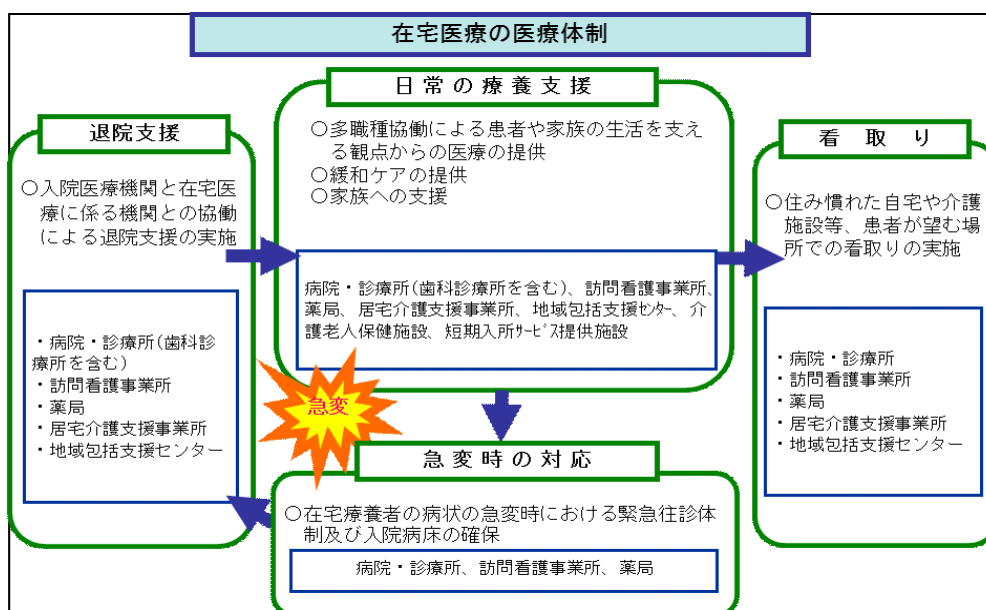 在宅医療の医療体制
退院支援
○入院医療機関と在宅医
療に係る機関との協働
による退院支援の実施
・病院・診療所(歯科診
療所を含む)
・訪問看護事業所
・薬局
・居宅介護支援事業所
・地域包括支援センター
日常の療養支援
○多職種協働による患者や家族の生活を支え
る観点からの医療の提供
○緩和ケアの提供
○家族への支援
病院・診療所(歯科診療所を含む)、訪問看護事業所、
薬局、居宅介護支援事業所、地域包括支援ｾﾝﾀｰ、介
護老人保健施設、短期入所ｻｰﾋﾞｽ提供施設
急変
急変時の対応
○在宅療養者の病状の急変時における緊急往診体
制及び入院病床の確保
病院・診療所、訪問看護事業所、薬局
看取り
○住み慣れた自宅や介護
施設等、患者が望む場
所での看取りの実施
・病院・診療所
・訪問看護事業所
・薬局
・居宅介護支援事業所
・地域包括支援センター